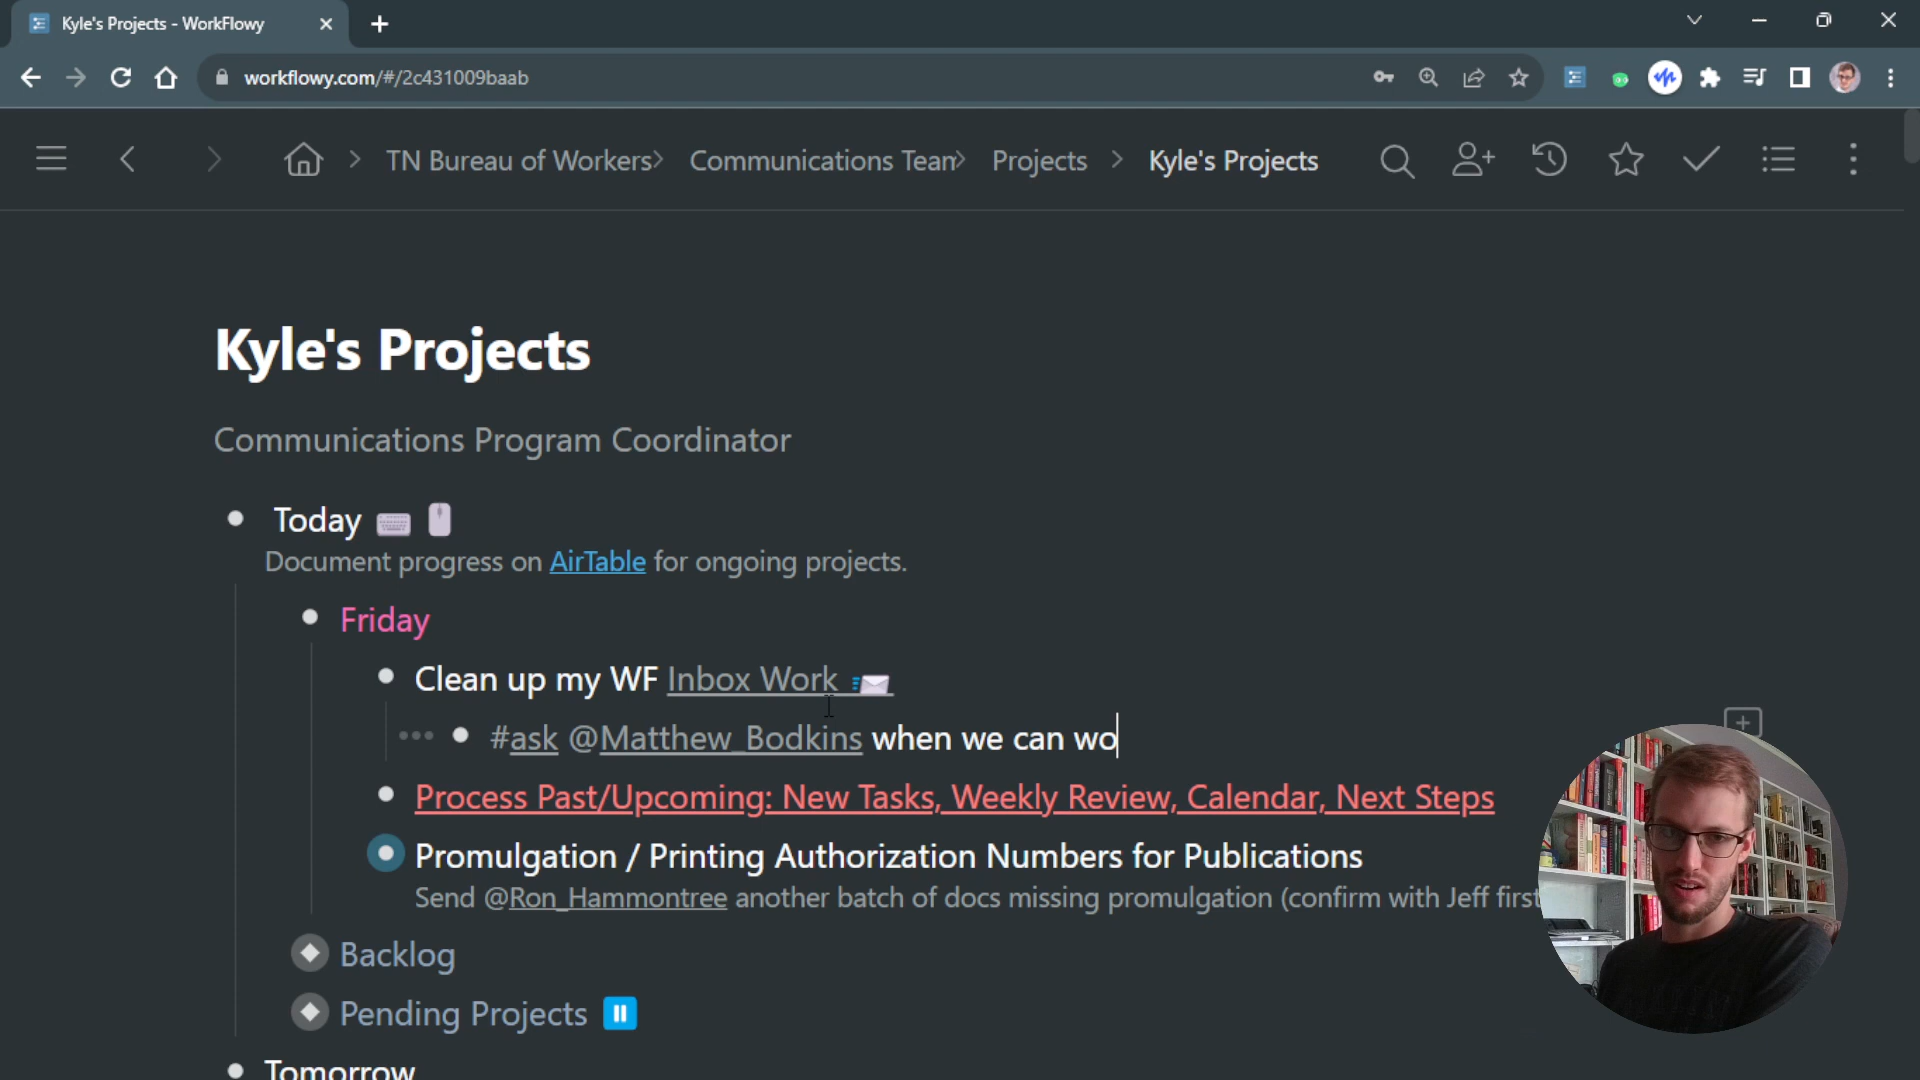 Kyle's Projects - WorkFlowy
workflowy.com/#/2c431009baab
TN Bureau of Workers > Communications Team > Projects > Kyle's Projects
Kyle's Projects
Communications Program Coordinator
Today
Document progress on AirTable for ongoing projects.
Friday
Clean up my WF Inbox Work
#ask @Matthew_Bodkins when we can wo
Process Past/Upcoming: New Tasks, Weekly Review, Calendar, Next Steps
Promulgation / Printing Authorization Numbers for Publications
Send @Ron_Hammontree another batch of docs missing promulgation (confirm with Jeff first
Backlog
Pending Projects
Tomorrow